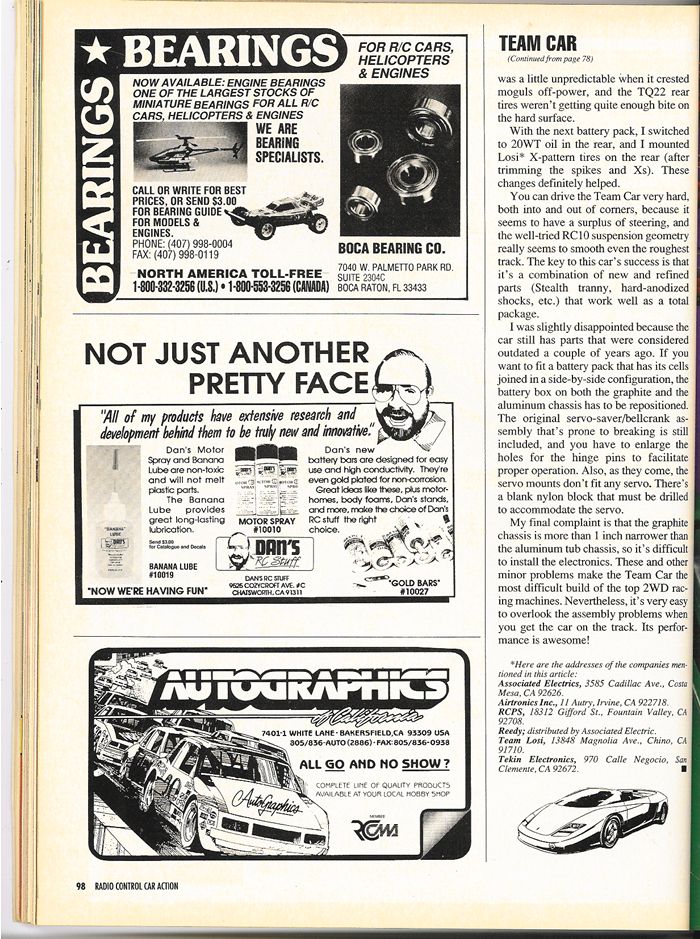 BEARINGS
BEARINGS
FOR R/C CARS,
HELICOPTERS
& ENGINES
NOW AVAILABLE: ENGINE BEARINGS
ONE OF THE LARGEST STOCKS OF
MINIATURE BEARINGS FOR ALL R/C
CARS, HELICOPTERS & ENGINES
WE ARE
BEARING
SPECIALISTS.
CALL OR WRITE FOR BEST
PRICES, OR SEND $3.00
FOR BEARING GUIDE
FOR MODELS &
ENGINES.
PHONE: (407) 998-0004
FAX: (407) 998-0119
NORTH AMERICA TOLL-FREE
1-800-332-3256 (U.S.) • 1-800-553-3256 (CANADA)
BOCA BEARING CO.
7040 W. PALMETTO PARK RD.
SUITE 2304C
BOCA RATON, FL 33433
NOT JUST ANOTHER
PRETTY FACE
"All of my products have extensive research and
development behind them to be truly new and innovative."
Dan's Motor
Spray and Banana
Lube are non-toxic
and will not melt
plastic parts.
The Banana
Lube provides
great long-lasting
lubrication.
Send $3.00
for Catalogue and Decals
BANANA LUBE
#10019
"NOW WE'RE HAVING FUN"
"BANANA"
LUBE
DAN'S
MOTOR SPRAY
#10010
DAN'S
RC Stuff
DAN'S RC STUFF
9525 COZYCROFT AVE. #C
CHATSWORTH, CA 91311
Dan's new
battery bars are designed for easy
use and high conductivity. They're
even gold plated for non-corrosion.
Great ideas like these, plus motor-
homes, body foams, Dan's stands,
and more, make the choice of Dan's
RC stuff the right
choice.
"GOLD BARS"
#10027
AUTOGRAPHICS
of California
7401-1 WHITE LANE · BAKERSFIELD, CA 93309 USA
805/836-AUTO (2886) · FAX: 805/836-0938
ALL GO AND NO SHOW?
COMPLETE LINE OF QUALITY PRODUCTS
AVAILABLE AT YOUR LOCAL HOBBY SHOP
MEMBER
RCMA
AutoGraphics
98 RADIO CONTROL CAR ACTION
TEAM CAR
(Continued from page 78)
was a little unpredictable when it crested
moguls off-power, and the TQ22 rear
tires weren't getting quite enough bite on
the hard surface.
With the next battery pack, I switched
to 20WT oil in the rear, and I mounted
Losi* X-pattern tires on the rear (after
trimming the spikes and Xs). These
changes definitely helped.
You can drive the Team Car very hard,
both into and out of corners, because it
seems to have a surplus of steering, and
the well-tried RC10 suspension geometry
really seems to smooth even the roughest
track. The key to this car's success is that
it's a combination of new and refined
parts (Stealth tranny, hard-anodized
shocks, etc.) that work well as a total
package.
I was slightly disappointed because the
car still has parts that were considered
outdated a couple of years ago. If you
want to fit a battery pack that has its cells
joined in a side-by-side configuration, the
battery box on both the graphite and the
aluminum chassis has to be repositioned.
The original servo-saver/bellcrank as-
sembly that's prone to breaking is still
included, and you have to enlarge the
holes for the hinge pins to facilitate
proper operation. Also, as they come, the
servo mounts don't fit any servo. There's
a blank nylon block that must be drilled
to accommodate the servo.
My final complaint is that the graphite
chassis is more than 1 inch narrower than
the aluminum tub chassis, so it's difficult
to install the electronics. These and other
minor problems make the Team Car the
most difficult build of the top 2WD rac-
ing machines. Nevertheless, it's very easy
to overlook the assembly problems when
you get the car on the track. Its perfor-
mance is awesome!
*Here are the addresses of the companies men-
tioned in this article:
Associated Electrics, 3585 Cadillac Ave., Costa
Mesa, CA 92626.
Airtronics Inc., 11 Autry, Irvine, CA 922718.
RCPS, 18312 Gifford St., Fountain Valley, CA
92708.
Reedy; distributed by Associated Electric.
Team Losi, 13848 Magnolia Ave., Chino, CA
91710.
Tekin Electronics, 970 Calle Negocio, San
Clemente, CA 92672.